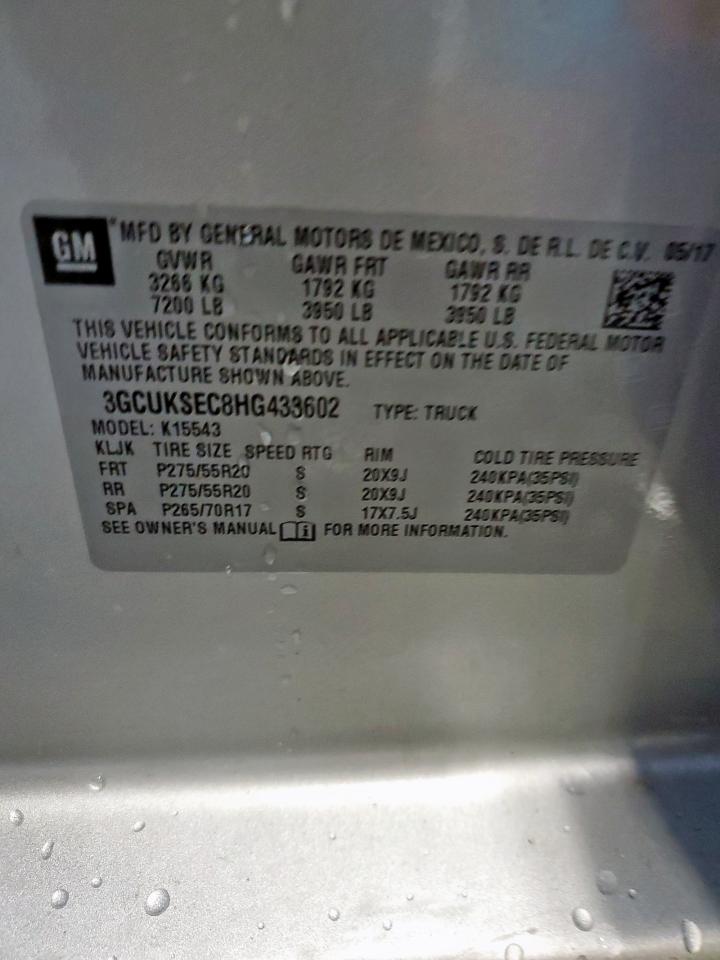 GM
MFD BY GENERAL MOTORS DE MEXICO, S. DE R.L. DE C.V. 05/17
GVWR GAWR FRT GAWR RR
3266 KG 1792 KG 1792 KG
7200 LB 3950 LB 3950 LB
THIS VEHICLE CONFORMS TO ALL APPLICABLE U.S. FEDERAL MOTOR
VEHICLE SAFETY STANDARDS IN EFFECT ON THE DATE OF
MANUFACTURE SHOWN ABOVE.
3GCUKSEC8HG433602 TYPE: TRUCK
MODEL: K15543
KLJK TIRE SIZE SPEED RTG RIM COLD TIRE PRESSURE
FRT P275/55R20 S 20X9J 240KPA(35PSI)
RR P275/55R20 S 20X9J 240KPA(35PSI)
SPA P265/70R17 S 17X7.5J 240KPA(35PSI)
SEE OWNER'S MANUAL FOR MORE INFORMATION.